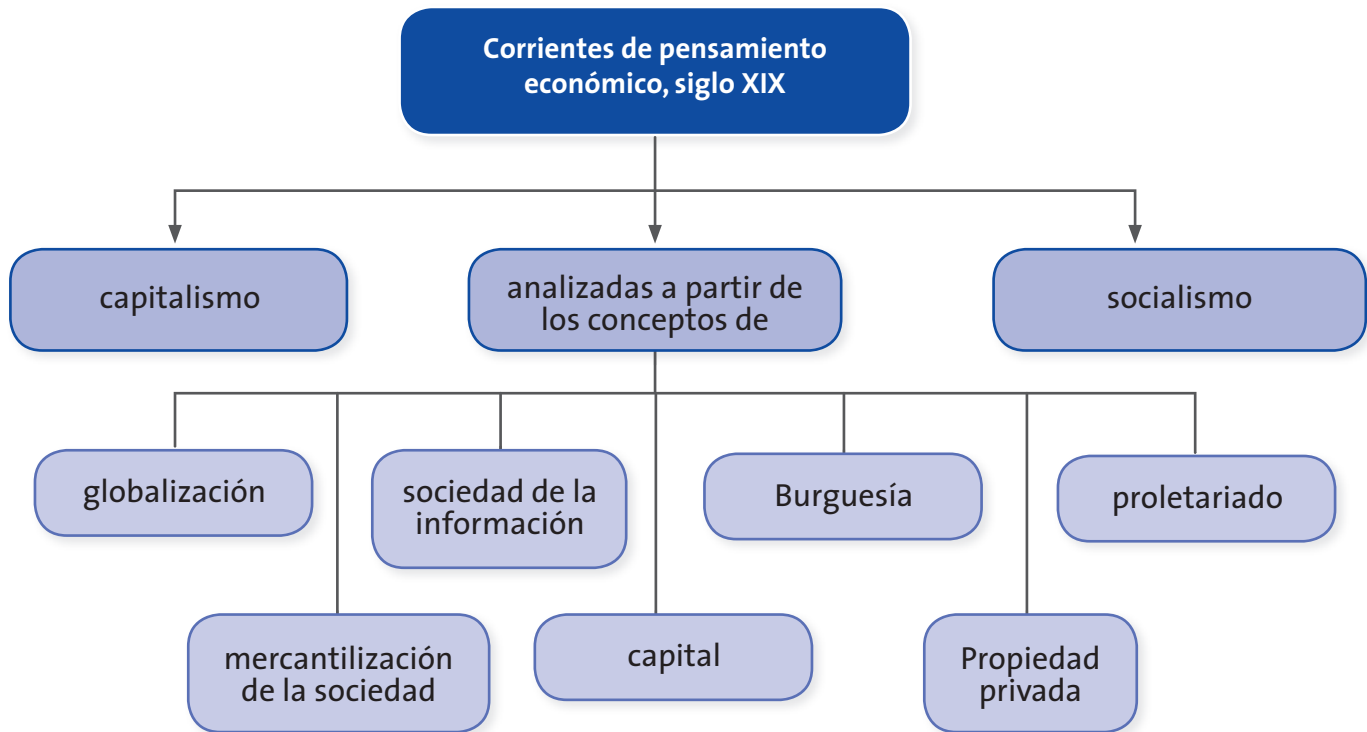 Corrientes de pensamiento
económico, siglo XIX
capitalismo
analizadas a partir de
los conceptos de
socialismo
globalización
sociedad de la
información
Burguesía
proletariado
mercantilización
de la sociedad
capital
Propiedad
privada